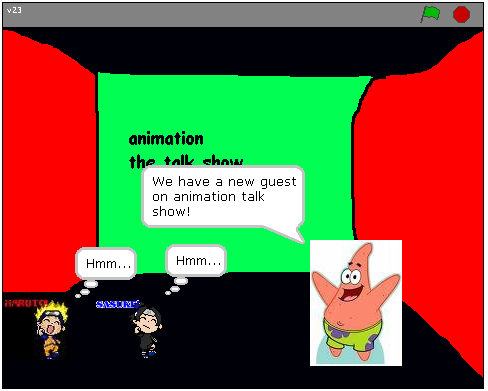 v23
animation
the talk show
We have a new guest
on animation talk
show!
Hmm...
Hmm...
NARUTO
SASUKE